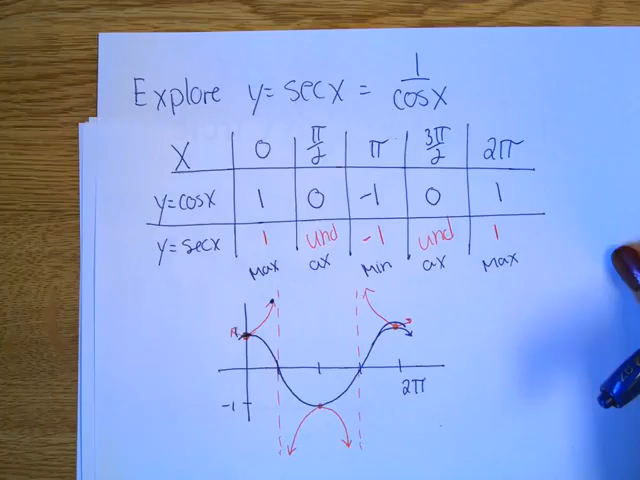 Explore y = secx = 1/cosx
x 0 π/2 π 3π/2 2π
y=cosx 1 0 -1 0 1
y=secx 1 und -1 und 1
Max ax Min ax Max
-1
2π